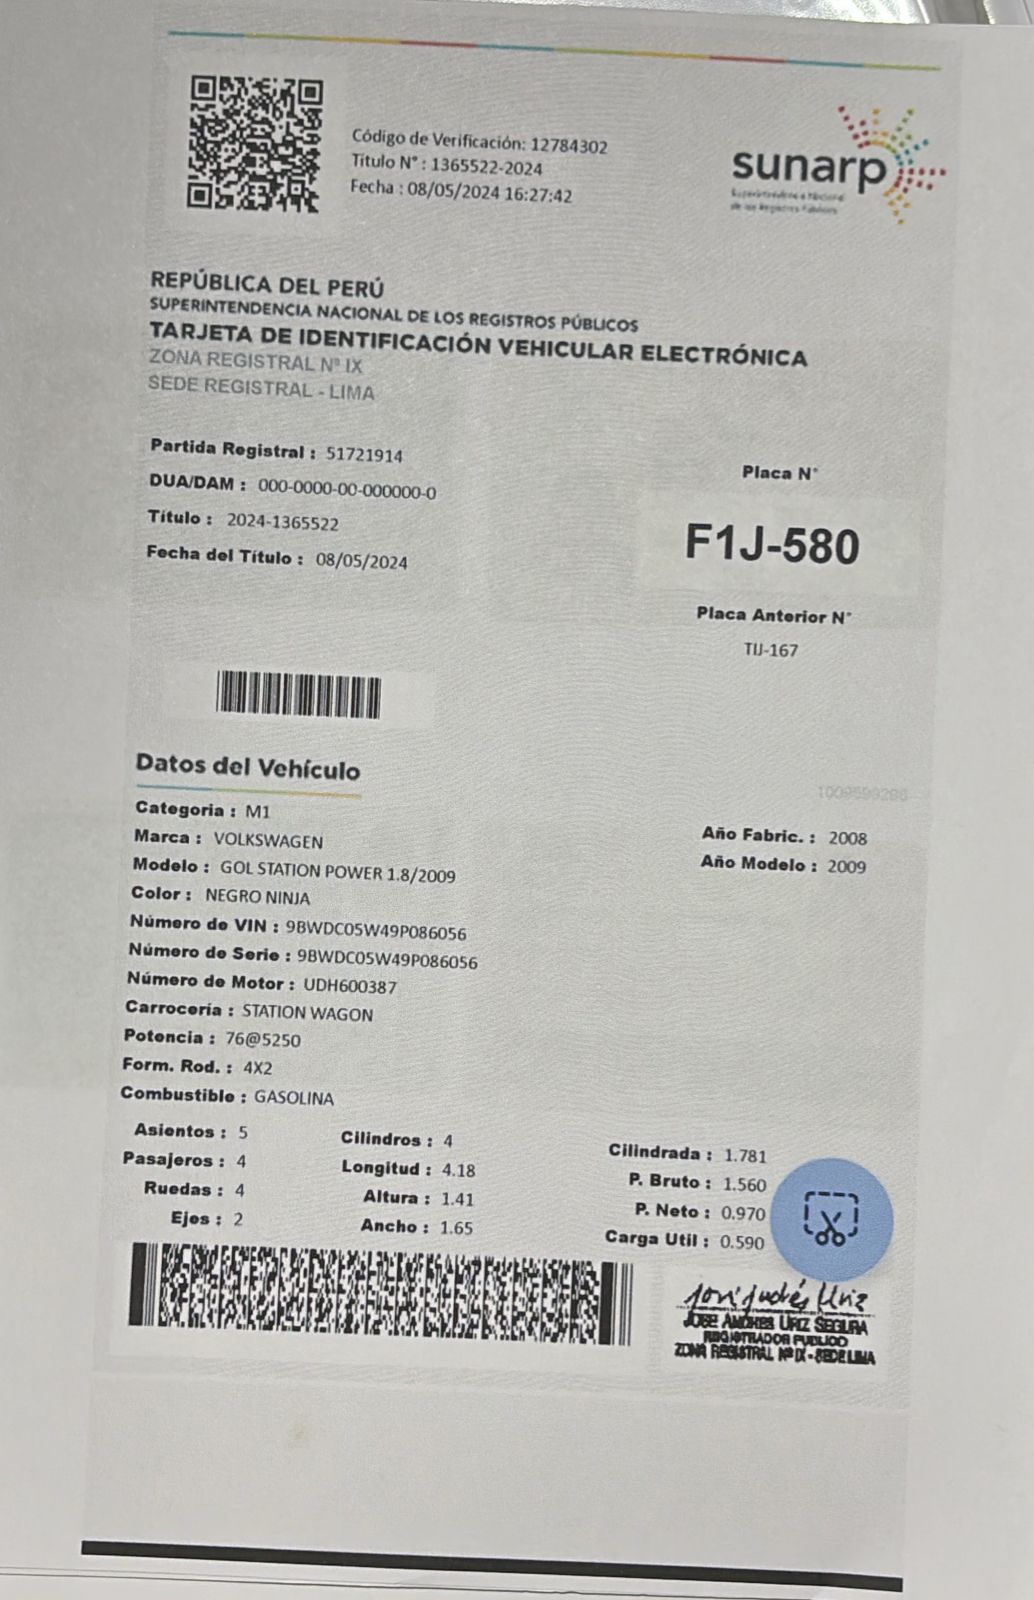 Código de Verificación: 12784302
Título N° : 1365522-2024
Fecha : 08/05/2024 16:27:42
sunarp
Superintendencia Nacional
de los Registros Públicos
REPÚBLICA DEL PERÚ
SUPERINTENDENCIA NACIONAL DE LOS REGISTROS PÚBLICOS
TARJETA DE IDENTIFICACIÓN VEHICULAR ELECTRÓNICA
ZONA REGISTRAL Nº IX
SEDE REGISTRAL - LIMA
Partida Registral : 51721914
DUA/DAM : 000-0000-00-000000-0
Título : 2024-1365522
Fecha del Título : 08/05/2024
Placa N°
F1J-580
Placa Anterior N°
TIJ-167
Datos del Vehículo
Categoria : M1
Marca : VOLKSWAGEN
Modelo : GOL STATION POWER 1.8/2009
Color : NEGRO NINJA
Número de VIN : 9BWDC05W49P086056
Número de Serie : 9BWDC05W49P086056
Número de Motor : UDH600387
Carrocería : STATION WAGON
Potencia : 76@5250
Form. Rod. : 4X2
Combustible : GASOLINA
Año Fabric. : 2008
Año Modelo : 2009
Asientos : 5
Pasajeros : 4
Ruedas : 4
Ejes : 2
Cilindros : 4
Longitud : 4.18
Altura : 1.41
Ancho : 1.65
Cilindrada : 1.781
P. Bruto : 1.560
P. Neto : 0.970
Carga Util : 0.590
JOSE ANDRES URIZ SEGURA
REGISTRADOR PUBLICO
ZONA REGISTRAL Nº IX - SEDE LIMA